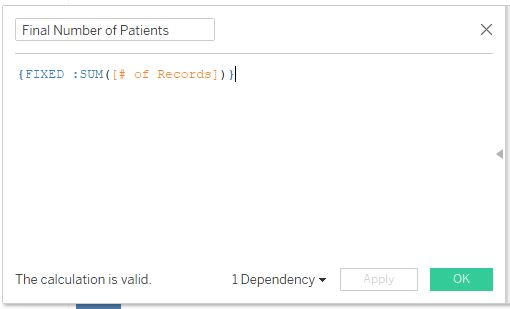 Final Number of Patients
{FIXED :SUM([# of Records])}
The calculation is valid. 1 Dependency Apply OK